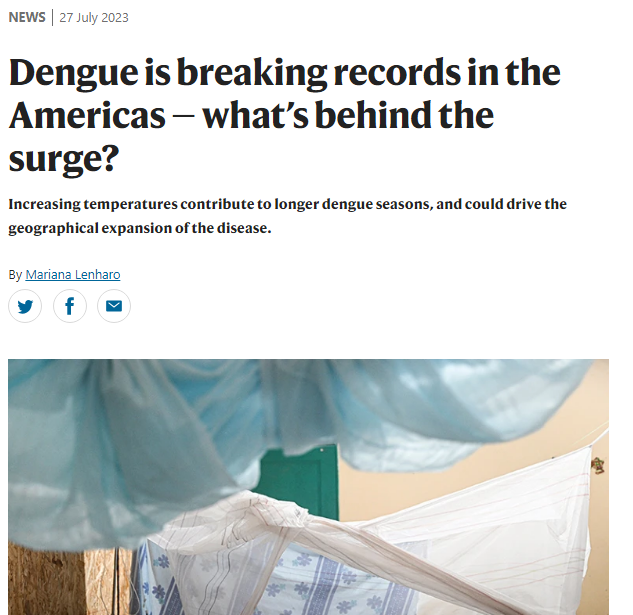 NEWS | 27 July 2023
Dengue is breaking records in the
Americas — what's behind the
surge?
Increasing temperatures contribute to longer dengue seasons, and could drive the
geographical expansion of the disease.
By Mariana Lenharo